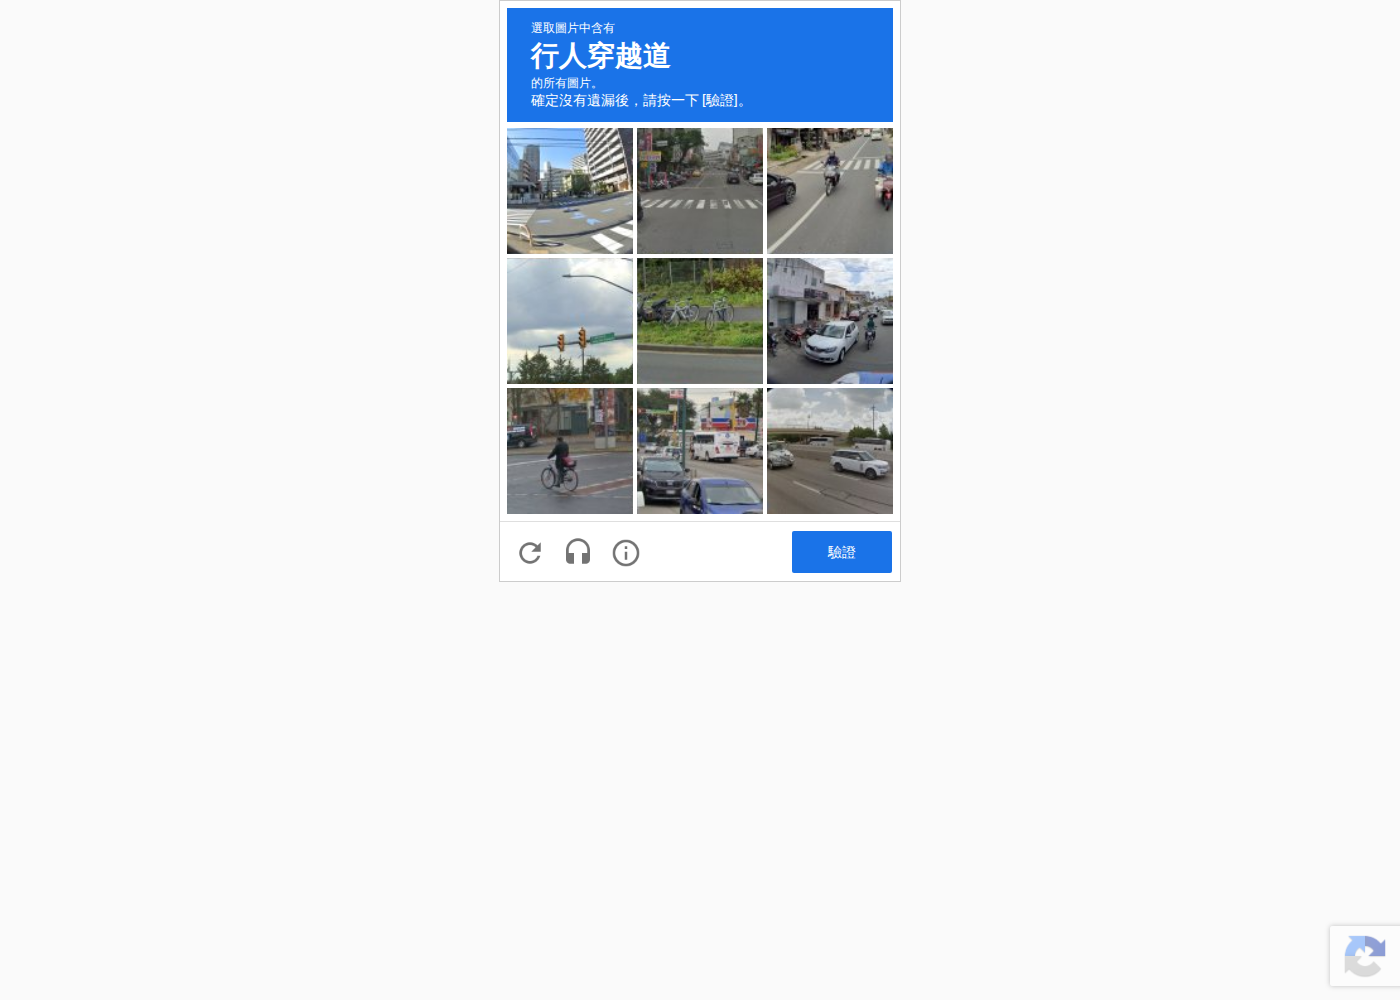 選取圖片中含有
行人穿越道
的所有圖片。
確定沒有遺漏後，請按一下 [驗證]。
驗證